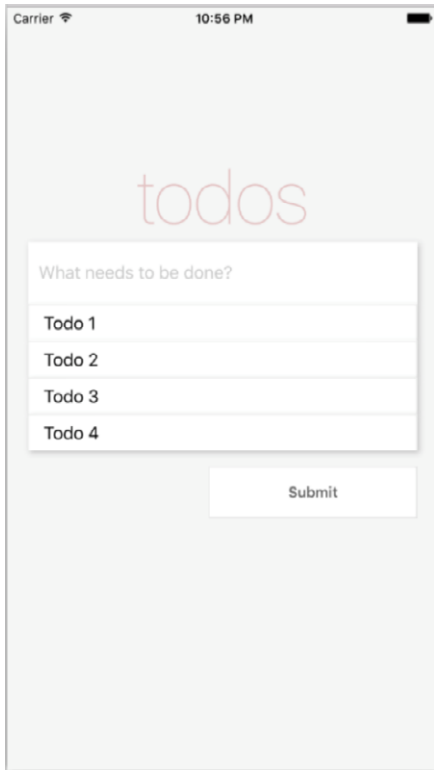 Carrier 10:56 PM
todos
What needs to be done?
Todo 1
Todo 2
Todo 3
Todo 4
Submit